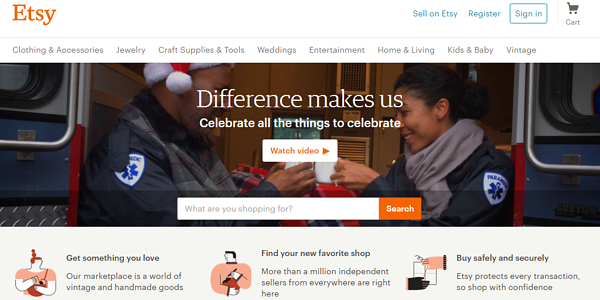 Etsy
Sell on Etsy Register Sign in Cart
Clothing & Accessories Jewelry Craft Supplies & Tools Weddings Entertainment Home & Living Kids & Baby Vintage
Difference makes us
Celebrate all the things to celebrate
Watch video
PARAMEDIC
What are you shopping for? Search
Get something you love
Our marketplace is a world of
vintage and handmade goods
Find your new favorite shop
More than a million independent
sellers from everywhere are right
here
Buy safely and securely
Etsy protects every transaction,
so shop with confidence